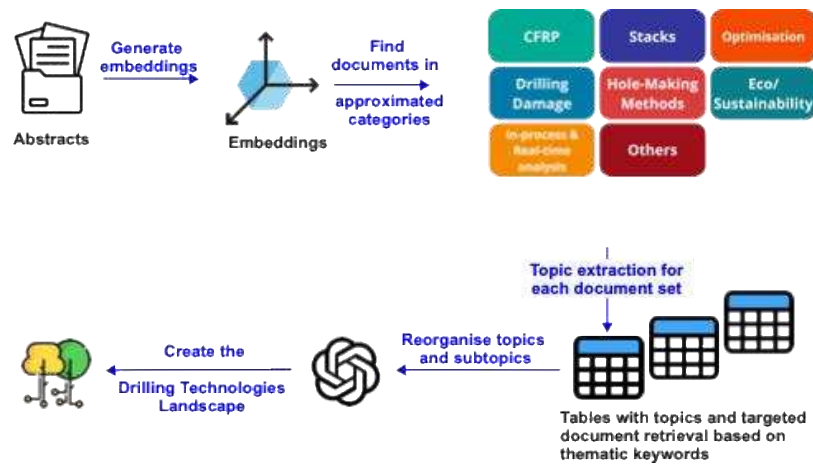 Generate
embeddings
Abstracts
Embeddings
Find
documents in
approximated
categories
CFRP
Stacks
Optimisation
Drilling
Damage
Hole-Making
Methods
Eco/
Sustainability
In-process &
Real-time
analysis
Others
Topic extraction for
each document set
Tables with topics and targeted
document retrieval based on
thematic keywords
Reorganise topics
and subtopics
Create the
Drilling Technologies
Landscape